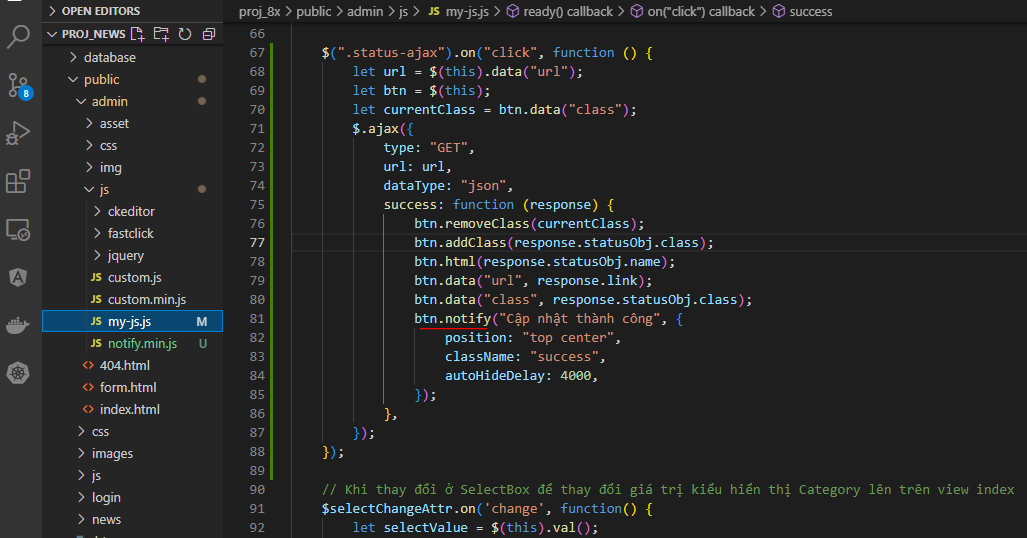 OPEN EDITORS
PROJ_NEWS
database
public
admin
asset
css
img
js
ckeditor
fastclick
jquery
JS custom.js
JS custom.min.js
JS my-js.js M
JS notify.min.js U
<> 404.html
<> form.html
<> index.html
css
images
js
login
news
8
proj_8x > public > admin > js > JS my-js.js > ready() callback > on("click") callback > success
66
67 $(".status-ajax").on("click", function () {
68 let url = $(this).data("url");
69 let btn = $(this);
70 let currentClass = btn.data("class");
71 $.ajax({
72 type: "GET",
73 url: url,
74 dataType: "json",
75 success: function (response) {
76 btn.removeClass(currentClass);
77 btn.addClass(response.statusObj.class);
78 btn.html(response.statusObj.name);
79 btn.data("url", response.link);
80 btn.data("class", response.statusObj.class);
81 btn.notify("Cập nhật thành công", {
82 position: "top center",
83 className: "success",
84 autoHideDelay: 4000,
85 });
86 },
87 });
88 });
89
90 // Khi thay đổi ở SelectBox để thay đổi giá trị kiểu hiển thị Category lên trên view index
91 $selectChangeAttr.on('change', function() {
92 let selectValue = $(this).val();